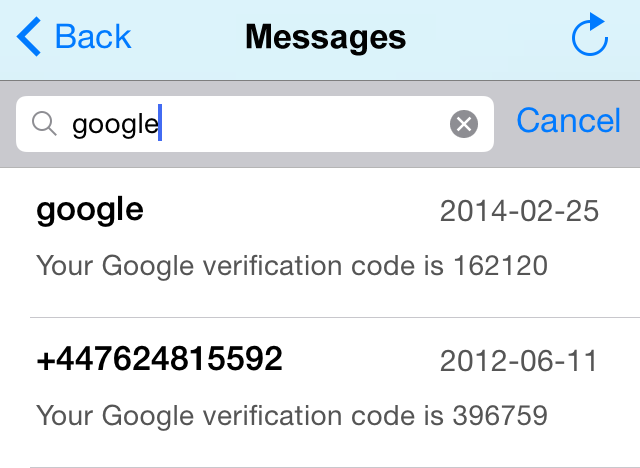 Back Messages
google Cancel
google 2014-02-25
Your Google verification code is 162120
+447624815592 2012-06-11
Your Google verification code is 396759